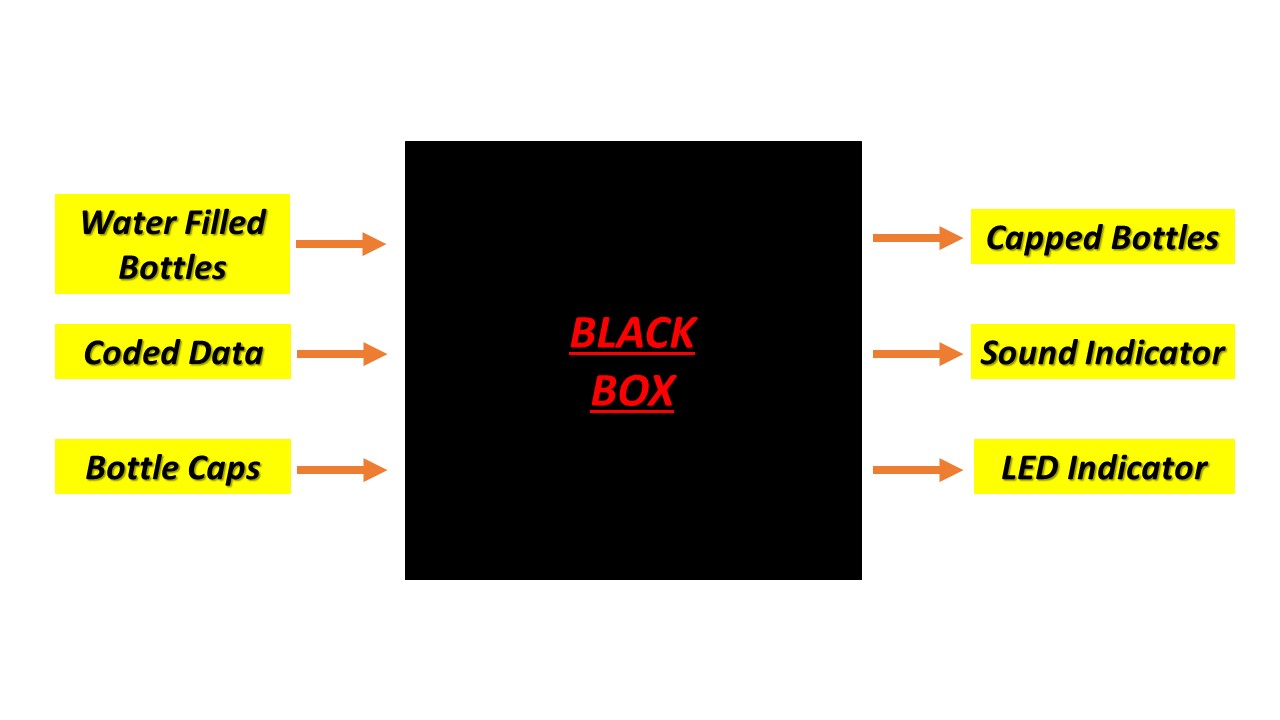 Water Filled
Bottles
Coded Data
Bottle Caps
BLACK
BOX
Capped Bottles
Sound Indicator
LED Indicator